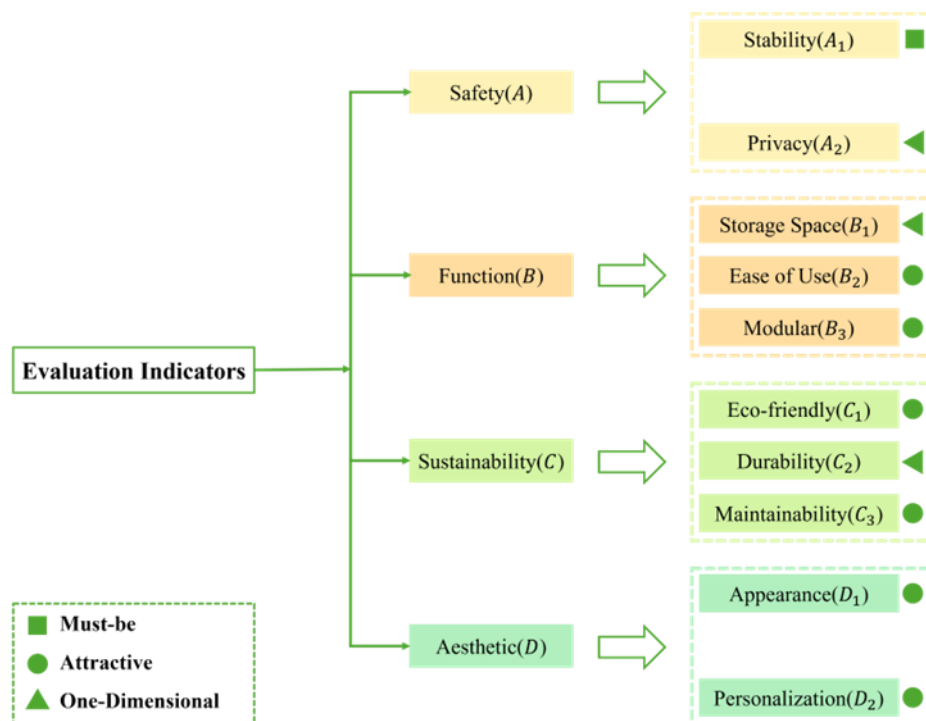 Stability(A₁)
Safety(A)
Privacy(A₂)
Storage Space(B₁)
Function(B)
Ease of Use(B₂)
Modular(B₃)
Evaluation Indicators
Eco-friendly(C₁)
Sustainability(C)
Durability(C₂)
Maintainability(C₃)
Appearance(D₁)
Aesthetic(D)
Personalization(D₂)
Must-be
Attractive
One-Dimensional